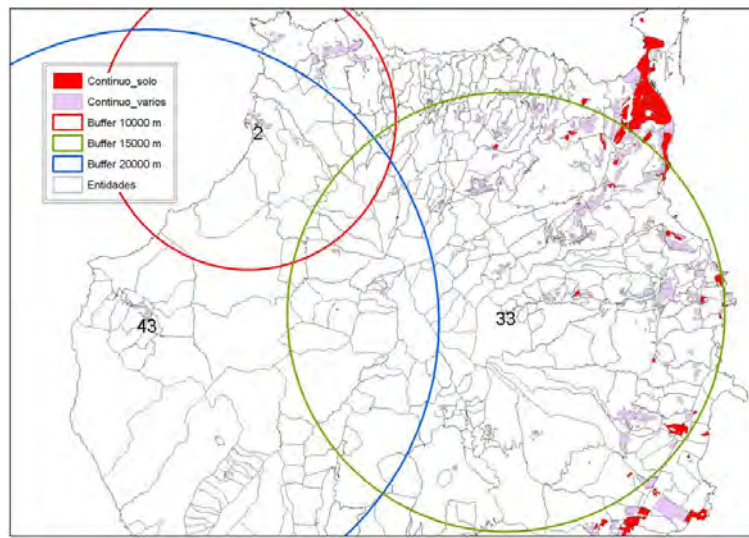 Continuo_solo
Continuo_varios
Buffer 10000 m
Buffer 15000 m
Buffer 20000 m
Entidades
2
43
33